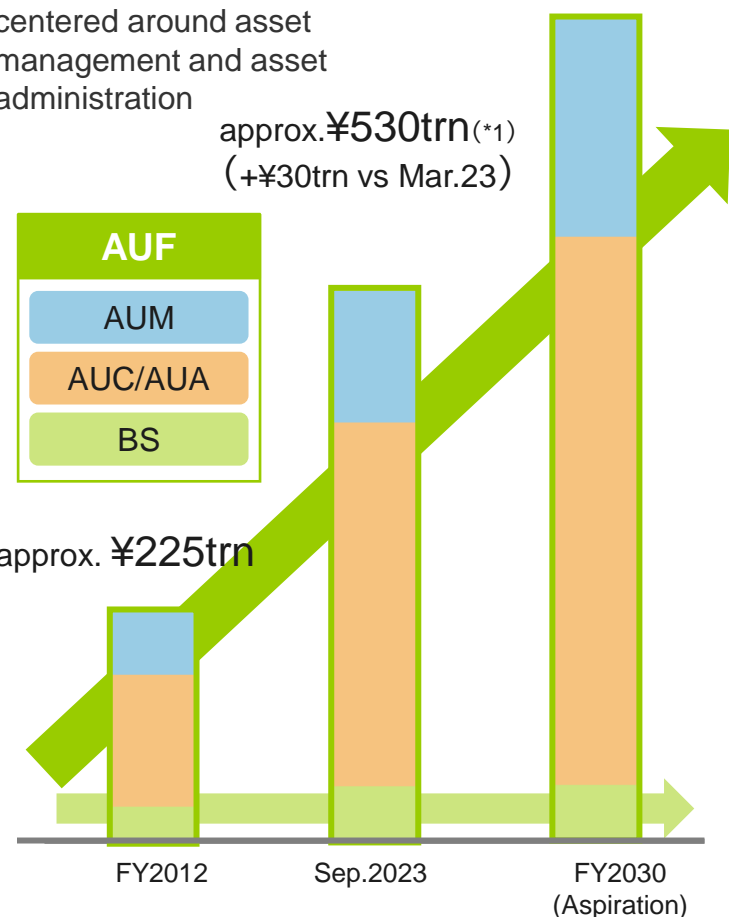 centered around asset
management and asset
administration
approx.¥530trn(*1)
(+¥30trn vs Mar.23)
AUF
AUM
AUC/AUA
BS
approx. ¥225trn
FY2012
Sep.2023
FY2030
(Aspiration)